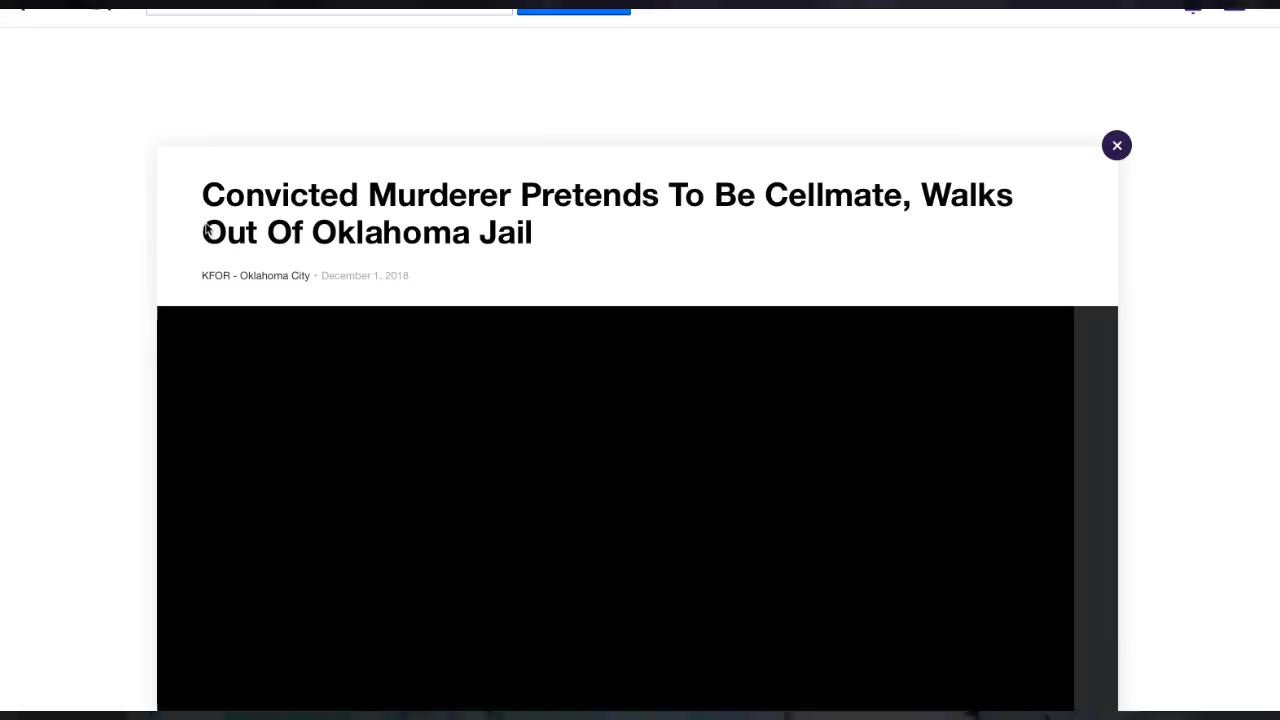 Convicted Murderer Pretends To Be Cellmate, Walks
Out Of Oklahoma Jail
KFOR - Oklahoma City • December 1, 2018